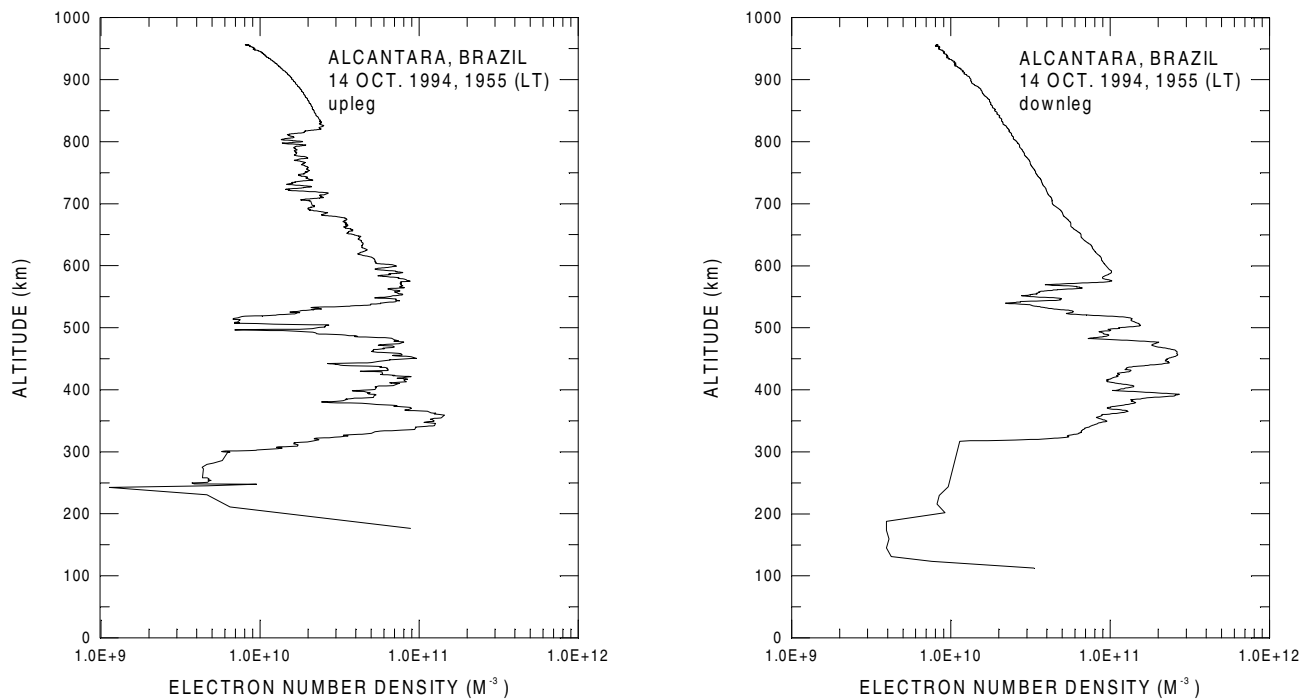 1000
900
800
700
600
500
400
300
200
100
0
ALTITUDE (km)
ALCANTARA, BRAZIL
14 OCT. 1994, 1955 (LT)
upleg
1.0E+9 1.0E+10 1.0E+11 1.0E+12
ELECTRON NUMBER DENSITY (M-3)
1000
900
800
700
600
500
400
300
200
100
0
ALTITUDE (km)
ALCANTARA, BRAZIL
14 OCT. 1994, 1955 (LT)
downleg
1.0E+9 1.0E+10 1.0E+11 1.0E+12
ELECTRON NUMBER DENSITY (M-3)